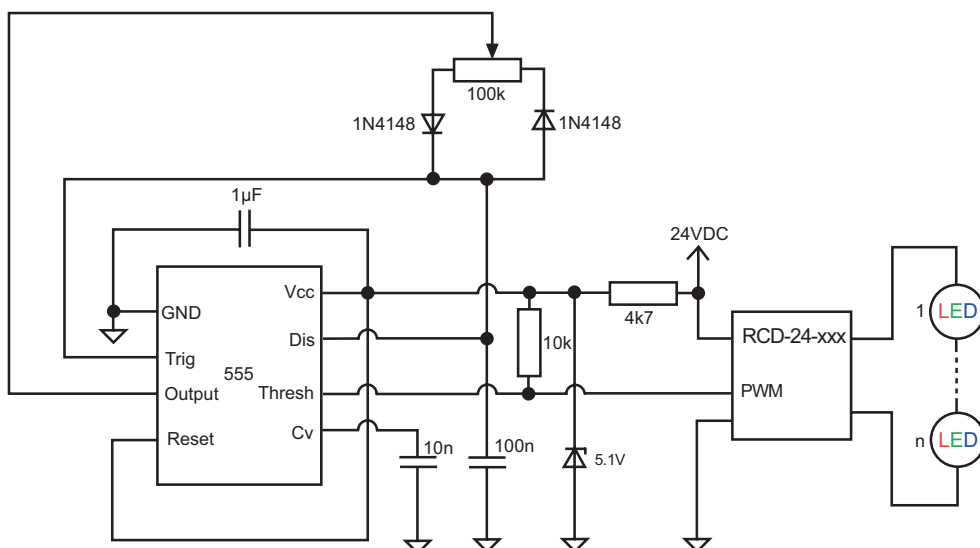 100k
1N4148
1N4148
1µF
24VDC
Vcc
GND
4k7
1
LED
RCD-24-xxx
Dis
10k
Trig
555
Output
Thresh
PWM
Reset
Cv
10n
100n
5.1V
n
LED